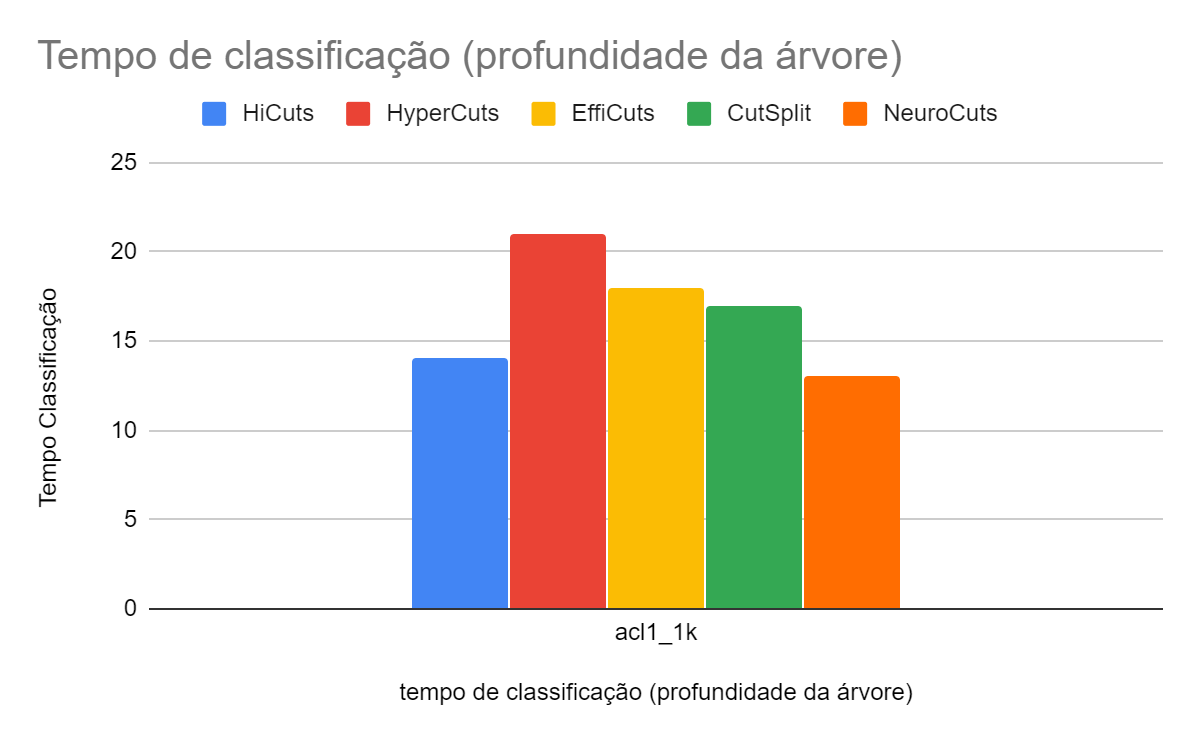 Tempo de classificação (profundidade da árvore)
HiCuts HyperCuts EffiCuts CutSplit NeuroCuts
25
20
15
10
5
0
Tempo Classificação
acl1_1k
tempo de classificação (profundidade da árvore)